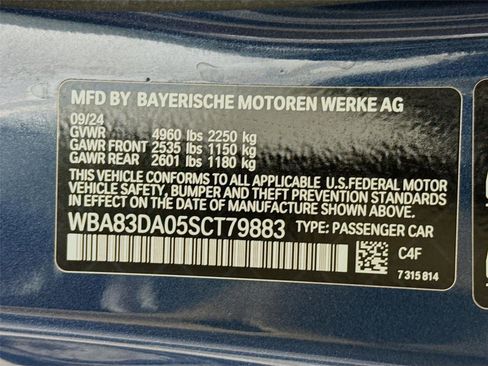 MFD BY BAYERISCHE MOTOREN WERKE AG
09/24
GVWR 4960 lbs 2250 kg
GAWR FRONT 2535 lbs 1150 kg
GAWR REAR 2601 lbs 1180 kg
THIS VEHICLE CONFORMS TO ALL APPLICABLE U.S.FEDERAL MOTOR
VEHICLE SAFETY, BUMPER AND THEFT PREVENTION STANDARDS
IN EFFECT ON THE DATE OF MANUFACTURE SHOWN ABOVE.
WBA83DA05SCT79883 TYPE: PASSENGER CAR
C4F
7 315 814